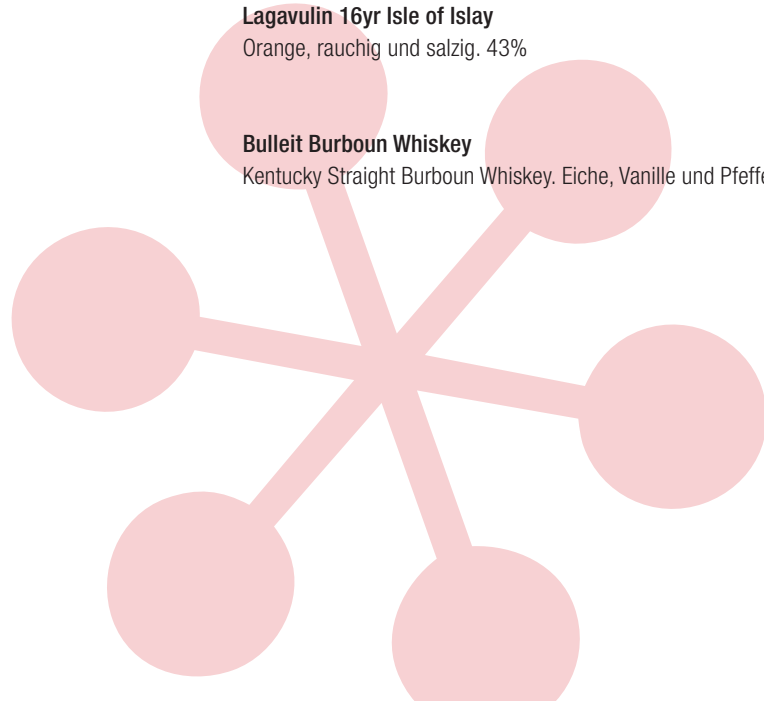 Lagavulin 16yr Isle of Islay
Orange, rauchig und salzig. 43%
Bulleit Burboun Whiskey
Kentucky Straight Burboun Whiskey. Eiche, Vanille und